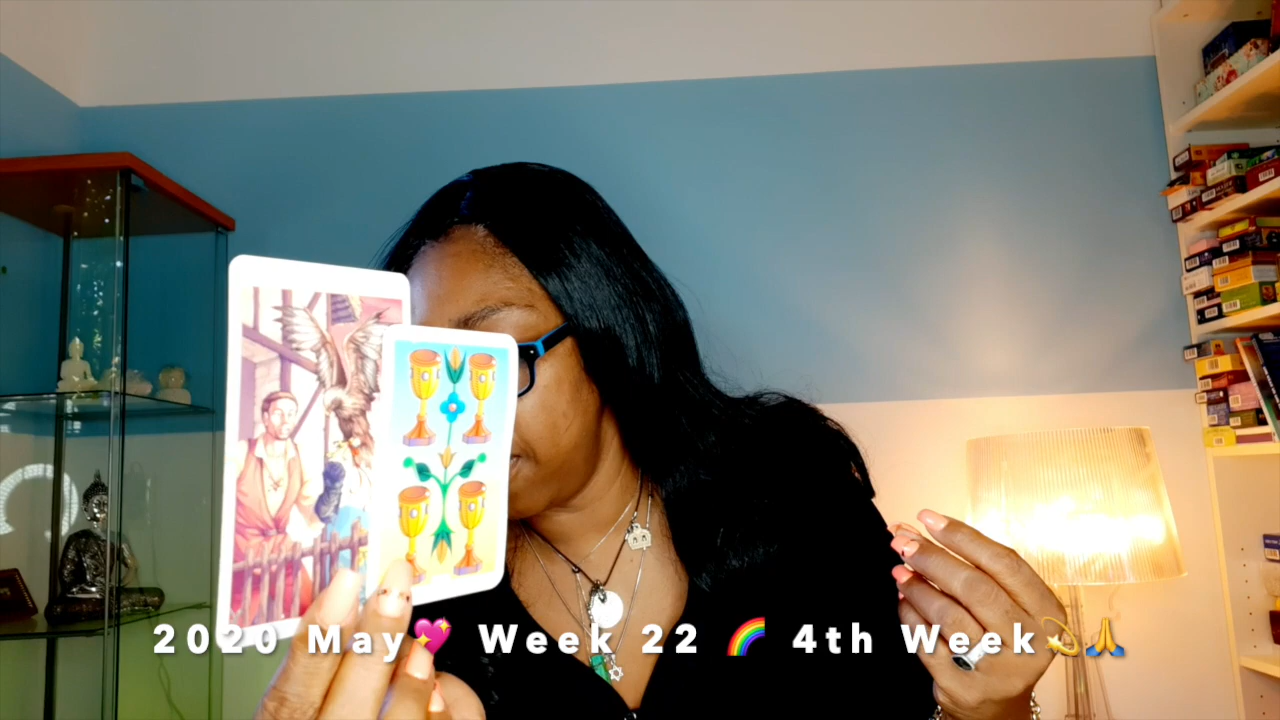 2020 May💖 Week 22 🌈 4th Week💫🙏